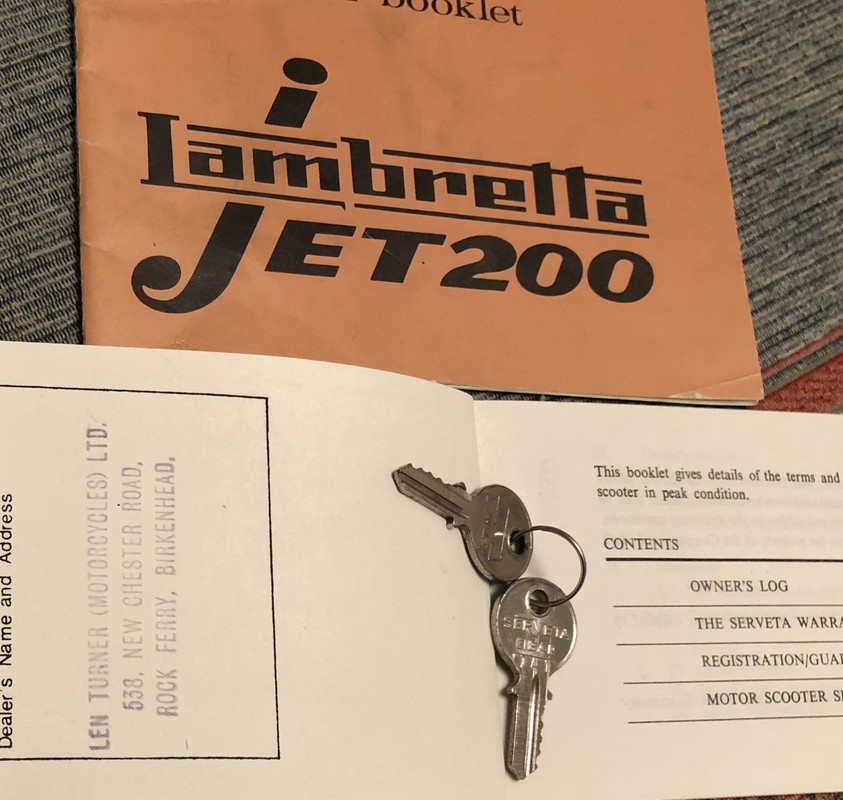 booklet
Lambretta
JET200
Dealer's Name and Address
LEN TURNER (MOTORCYCLES) LTD.
538, NEW CHESTER ROAD,
ROCK FERRY, BIRKENHEAD,
This booklet gives details of the terms and
scooter in peak condition.
CONTENTS
OWNER'S LOG
THE SERVETA WARRA
REGISTRATION/GUAR
MOTOR SCOOTER SE
SERVETA